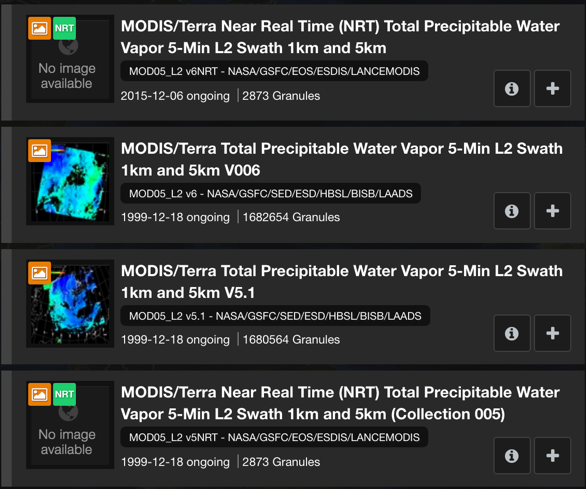 NRT
No image
available
MODIS/Terra Near Real Time (NRT) Total Precipitable Water
Vapor 5-Min L2 Swath 1km and 5km
MOD05_L2 v6NRT - NASA/GSFC/EOS/ESDIS/LANCEMODIS
2015-12-06 ongoing | 2873 Granules
MODIS/Terra Total Precipitable Water Vapor 5-Min L2 Swath
1km and 5km V006
MOD05_L2 v6 - NASA/GSFC/SED/ESD/HBSL/BISB/LAADS
1999-12-18 ongoing | 1682654 Granules
MODIS/Terra Total Precipitable Water Vapor 5-Min L2 Swath
1km and 5km V5.1
MOD05_L2 v5.1 - NASA/GSFC/SED/ESD/HBSL/BISB/LAADS
1999-12-18 ongoing | 1680564 Granules
NRT
No image
available
MODIS/Terra Near Real Time (NRT) Total Precipitable Water
Vapor 5-Min L2 Swath 1km and 5km (Collection 005)
MOD05_L2 v5NRT - NASA/GSFC/EOS/ESDIS/LANCEMODIS
1999-12-18 ongoing | 2873 Granules